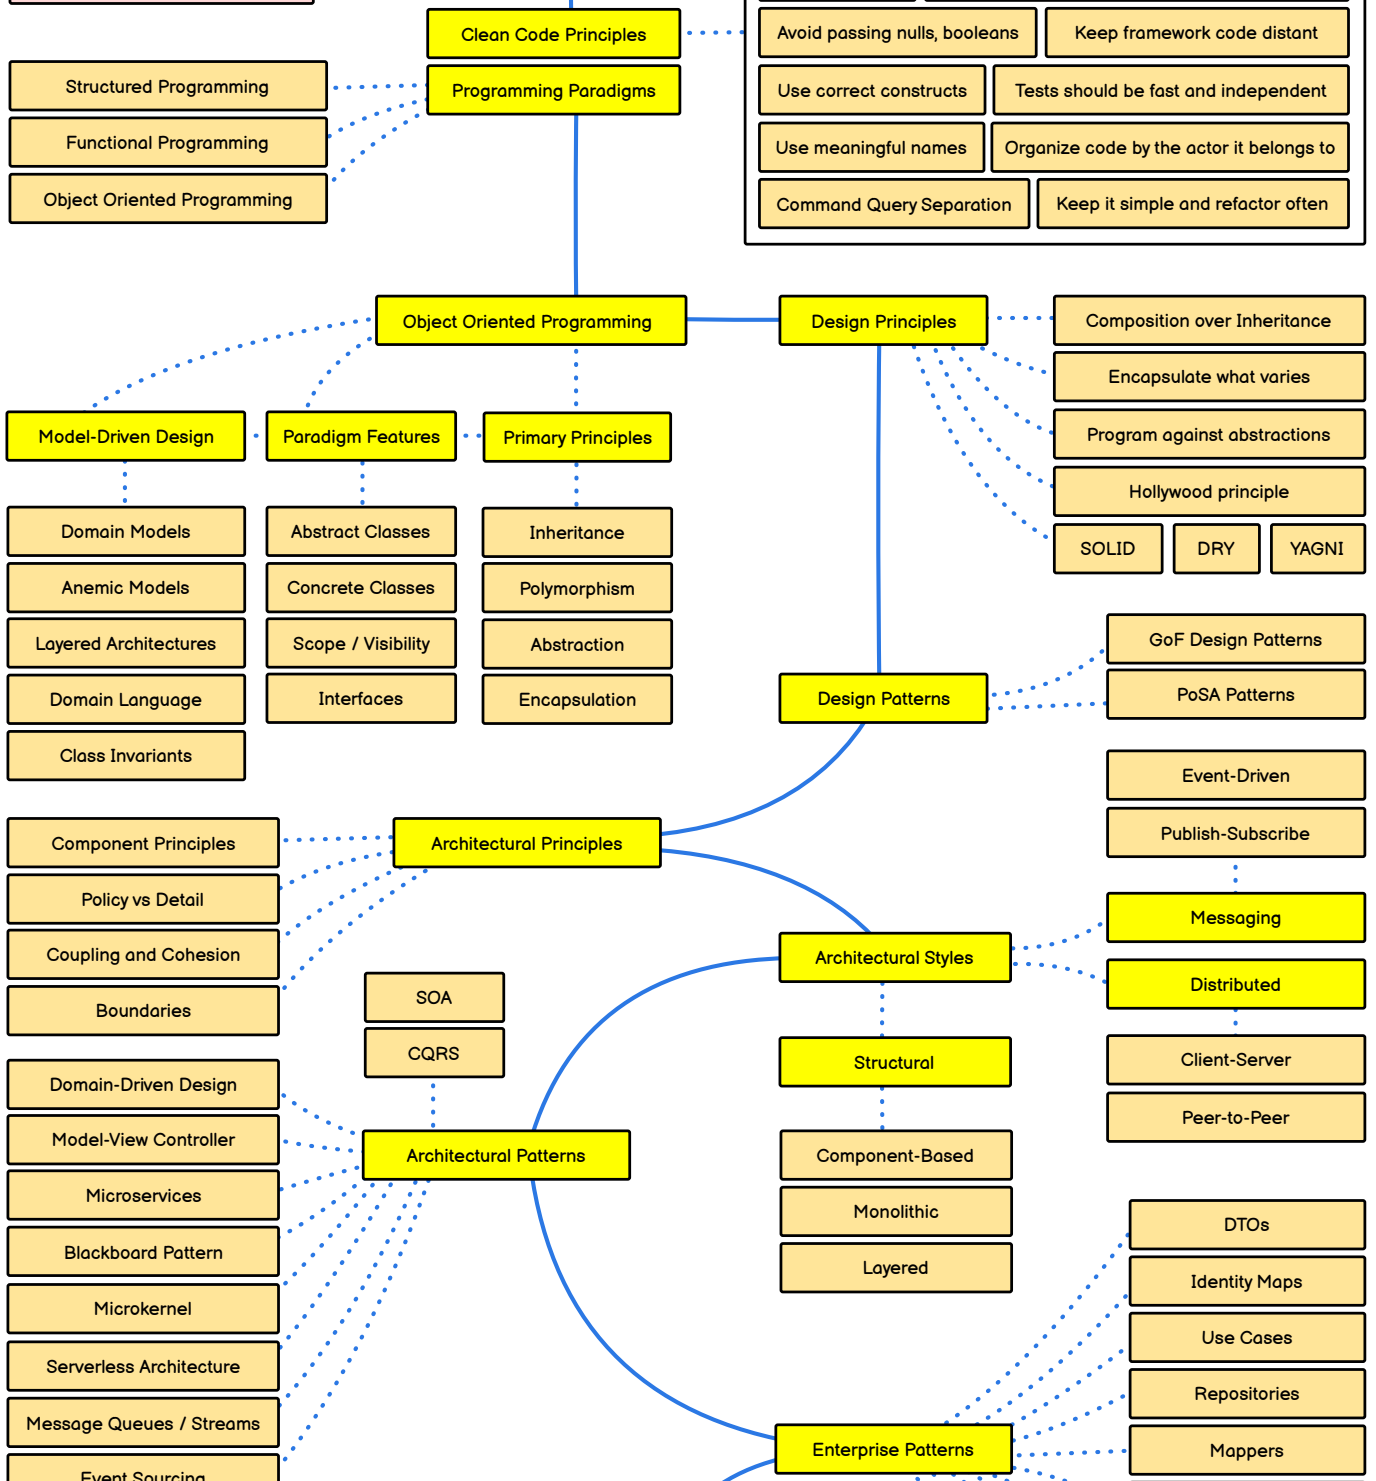 Clean Code Principles
Avoid passing nulls, booleans
Keep framework code distant
Structured Programming
Programming Paradigms
Use correct constructs
Tests should be fast and independent
Functional Programming
Use meaningful names
Organize code by the actor it belongs to
Object Oriented Programming
Command Query Separation
Keep it simple and refactor often
Object Oriented Programming
Design Principles
Composition over Inheritance
Encapsulate what varies
Program against abstractions
Hollywood principle
SOLID
DRY
YAGNI
Model-Driven Design
Paradigm Features
Primary Principles
Domain Models
Abstract Classes
Inheritance
Anemic Models
Concrete Classes
Polymorphism
Layered Architectures
Scope / Visibility
Abstraction
Domain Language
Interfaces
Encapsulation
Class Invariants
Design Patterns
GoF Design Patterns
PoSA Patterns
Event-Driven
Publish-Subscribe
Messaging
Distributed
Client-Server
Peer-to-Peer
Component Principles
Architectural Principles
Policy vs Detail
Coupling and Cohesion
Boundaries
Architectural Styles
Structural
Component-Based
Monolithic
Layered
SOA
CQRS
Domain-Driven Design
Model-View Controller
Architectural Patterns
Microservices
Blackboard Pattern
Microkernel
Serverless Architecture
Message Queues / Streams
Event Sourcing
DTOs
Identity Maps
Use Cases
Repositories
Enterprise Patterns
Mappers